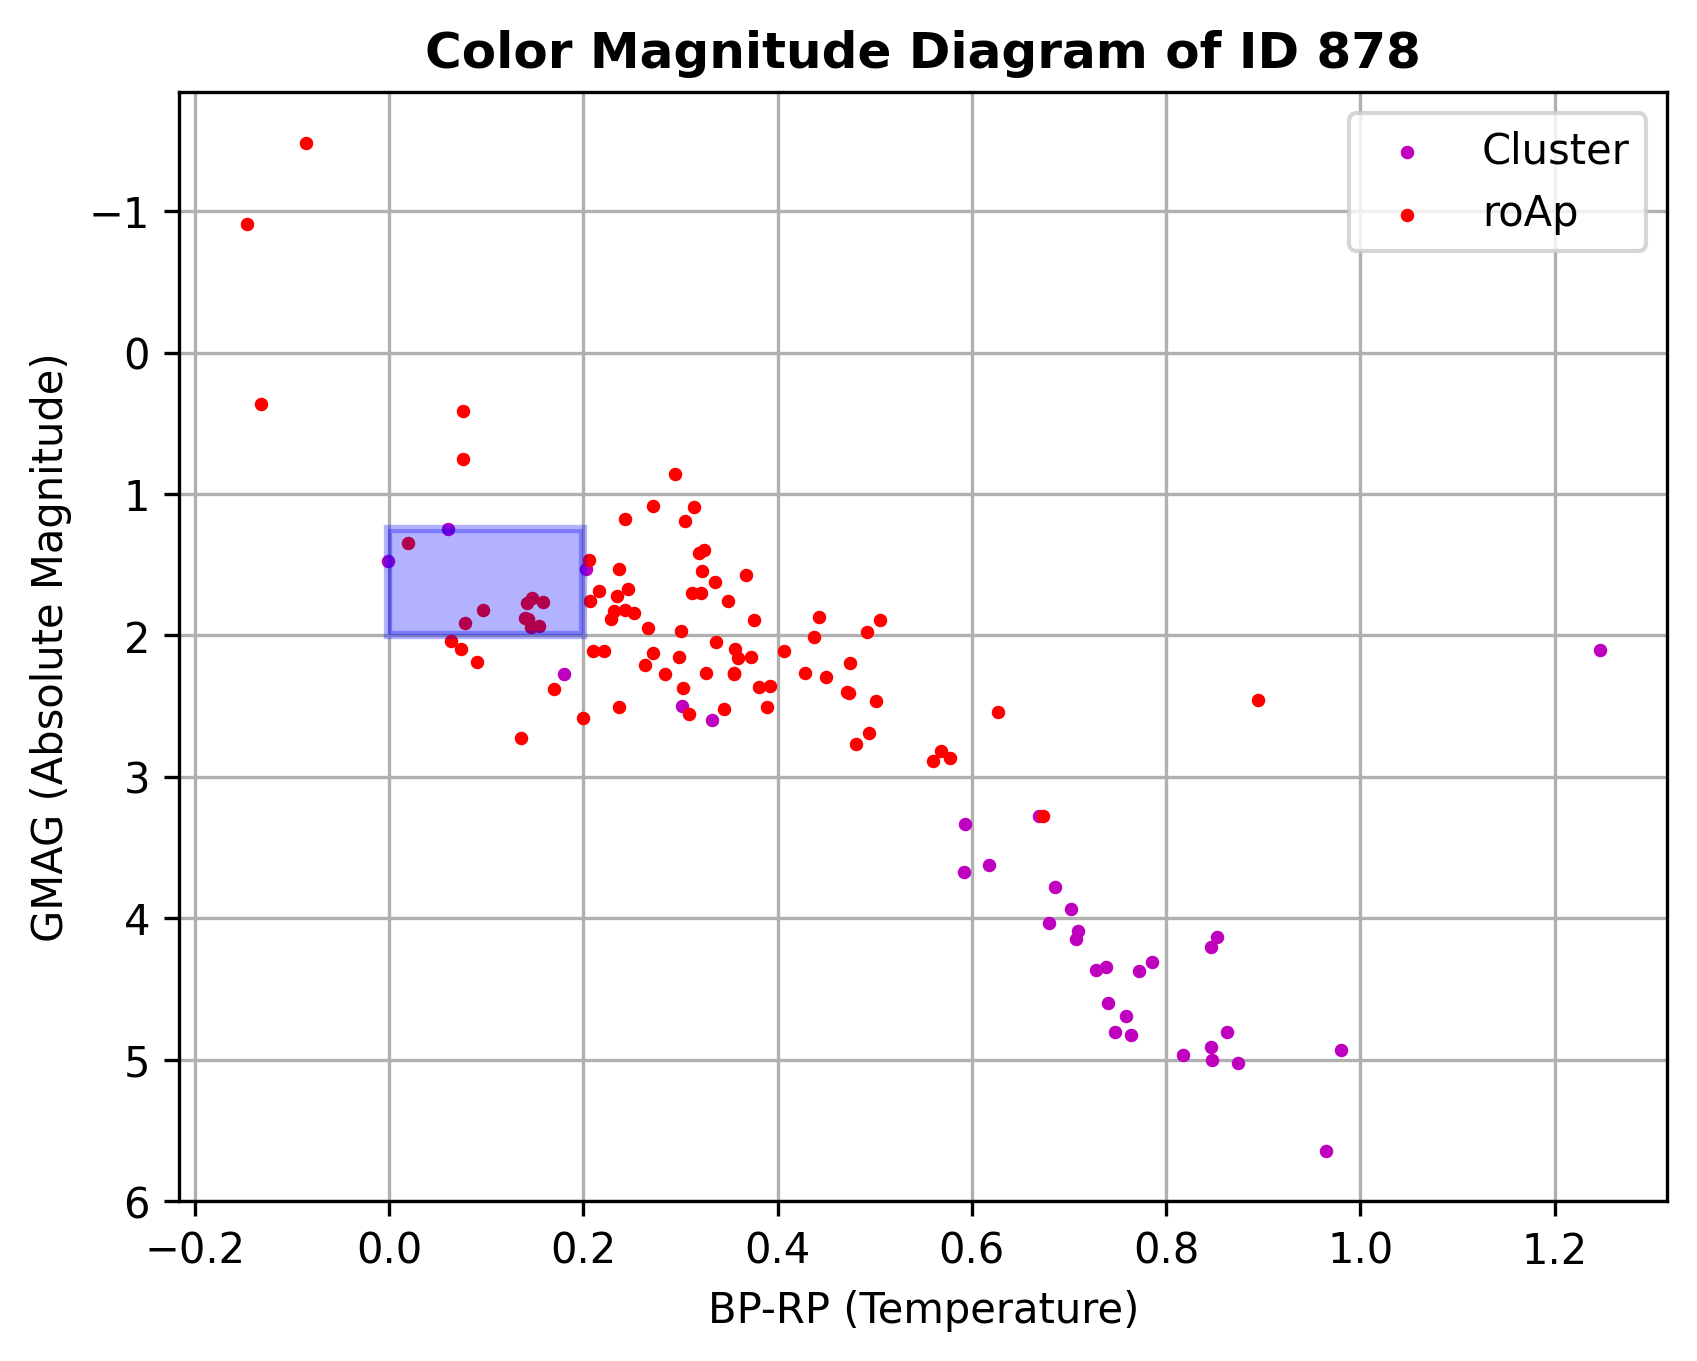 Color Magnitude Diagram of ID 878
Cluster
roAp
GMAG (Absolute Magnitude)
−1
0
1
2
3
4
5
6
−0.2 0.0 0.2 0.4 0.6 0.8 1.0 1.2
BP-RP (Temperature)